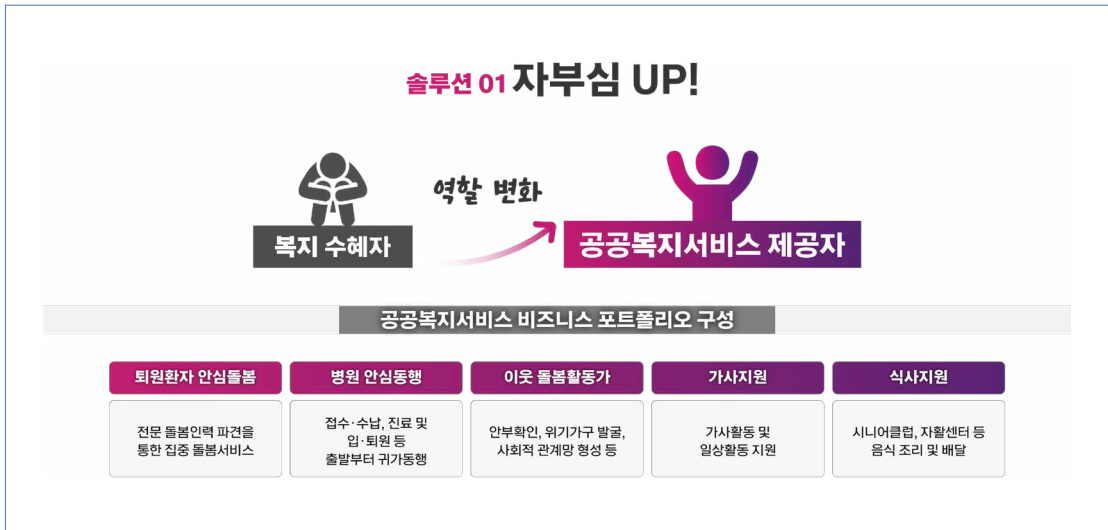 솔루션 01 자부심 UP!
역할 변화
복지 수혜자
공공복지서비스 제공자
공공복지서비스 비즈니스 포트폴리오 구성
퇴원환자 안심돌봄
전문 돌봄인력 파견을
통한 집중 돌봄서비스
병원 안심동행
접수·수납, 진료 및
입·퇴원 등
출발부터 귀가동행
이웃 돌봄활동가
안부확인, 위기가구 발굴,
사회적 관계망 형성 등
가사지원
가사활동 및
일상활동 지원
식사지원
시니어클럽, 자활센터 등
음식 조리 및 배달